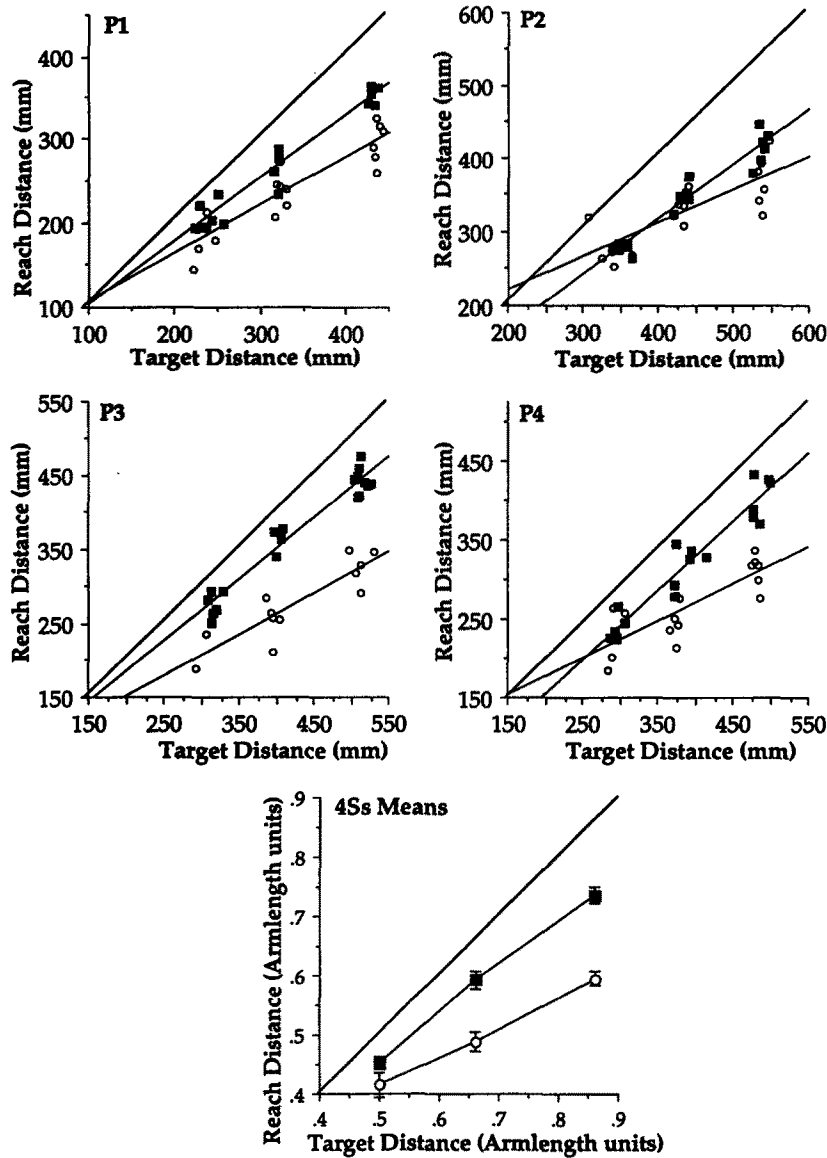 P1
Reach Distance (mm)
400
300
200
100
100 200 300 400
Target Distance (mm)
P2
Reach Distance (mm)
600
500
400
300
200
200 300 400 500 600
Target Distance (mm)
P3
Reach Distance (mm)
550
450
350
250
150
150 250 350 450 550
Target Distance (mm)
P4
Reach Distance (mm)
450
350
250
150
150 250 350 450 550
Target Distance (mm)
4Ss Means
Reach Distance (Armlength units)
.9
.8
.7
.6
.5
.4
.4 .5 .6 .7 .8 .9
Target Distance (Armlength units)